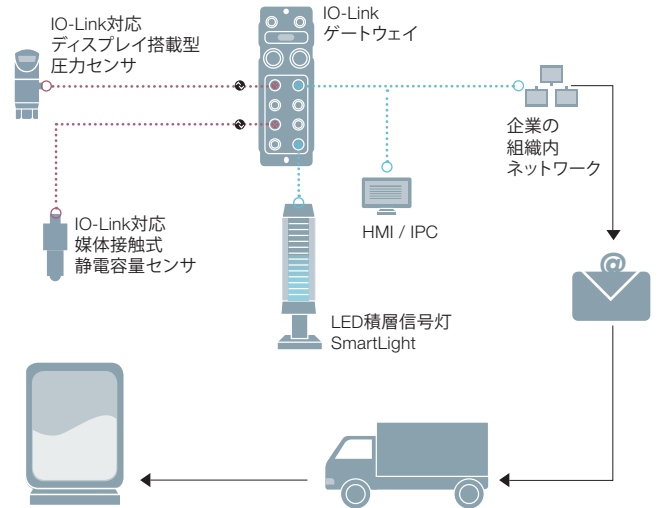 IO-Link対応
ディスプレイ搭載型
圧力センサ
IO-Link
ゲートウェイ
企業の
組織内
ネットワーク
HMI / IPC
IO-Link対応
媒体接触式
静電容量センサ
LED積層信号灯
SmartLight
@